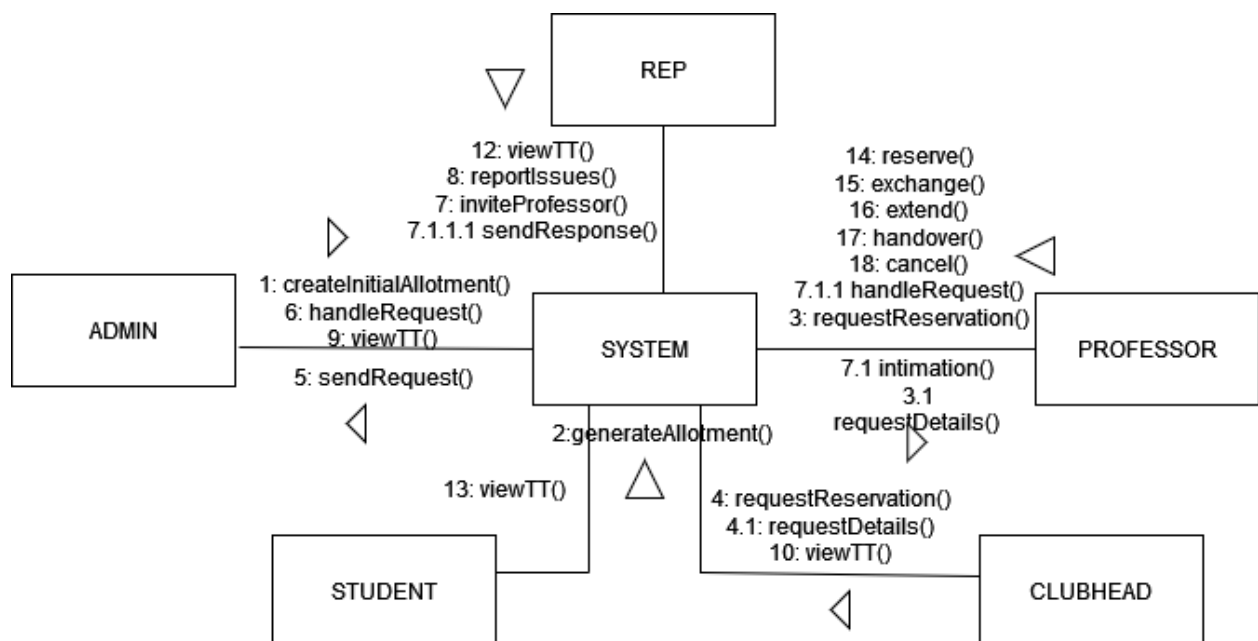 REP
12: viewTT()
8: reportIssues()
7: inviteProfessor()
7.1.1.1 sendResponse()
14: reserve()
15: exchange()
16: extend()
17: handover()
18: cancel()
7.1.1 handleRequest()
3: requestReservation()
1: createInitialAllotment()
6: handleRequest()
9: viewTT()
ADMIN
SYSTEM
PROFESSOR
5: sendRequest()
7.1 intimation()
3.1
requestDetails()
2:generateAllotment()
13: viewTT()
4: requestReservation()
4.1: requestDetails()
10: viewTT()
STUDENT
CLUBHEAD